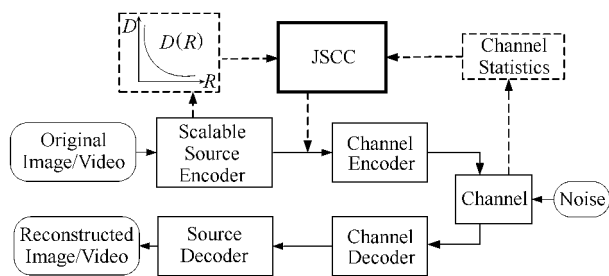 D
D(R)
R
JSCC
Channel
Statistics
Original
Image/Video
Scalable
Source
Encoder
Channel
Encoder
Channel
Noise
Reconstructed
Image/Video
Source
Decoder
Channel
Decoder